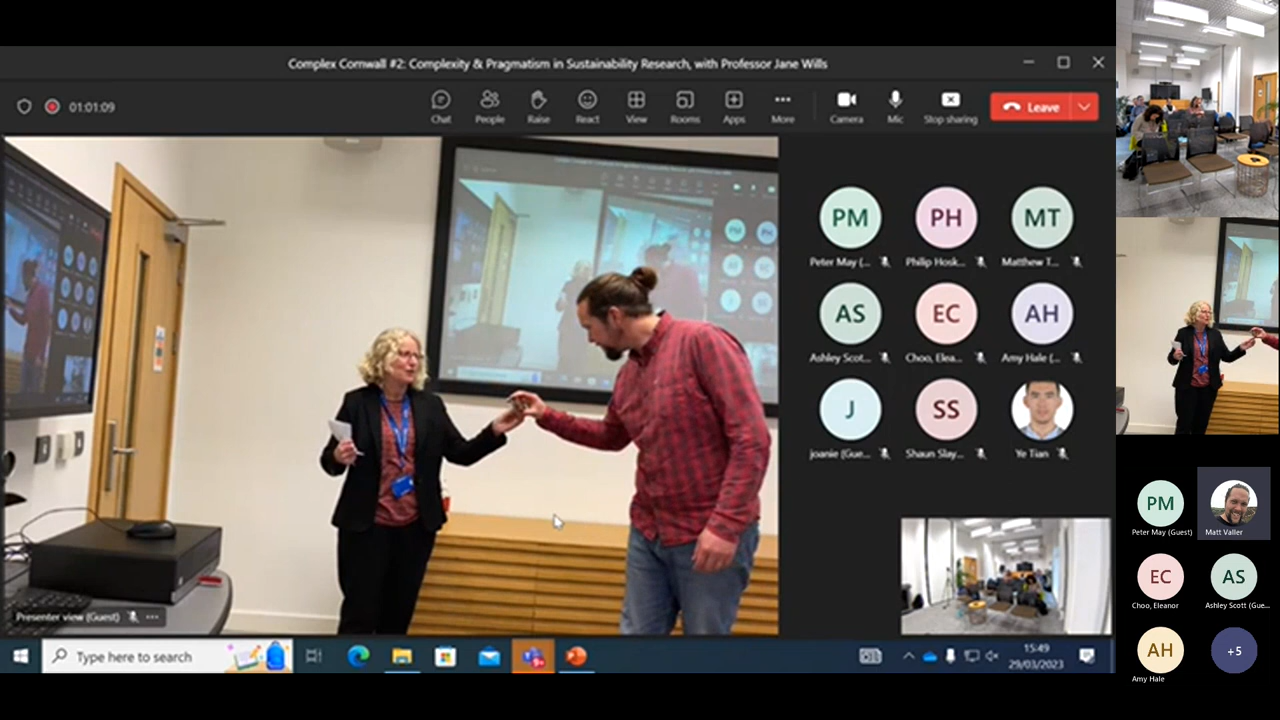 Complex Cornwall #2: Complexity & Pragmatism in Sustainability Research, with Professor Jane Wills
01:01:09
Chat People Raise React View Rooms Apps More Camera Mic Stop sharing Leave
PM PH MT
Peter May (... Philip Hosk... Matthew T...
AS EC AH
Ashley Scot... Choo, Elea... Amy Hale (...
J SS
joanie (Gue... Shaun Slay... Ye Tian
Presenter view (Guest) ...
Type here to search
15:49
29/03/2023
PM
Peter May (Guest) Matt Valler
EC AS
Choo, Eleanor Ashley Scott (Gue...
AH +5
Amy Hale